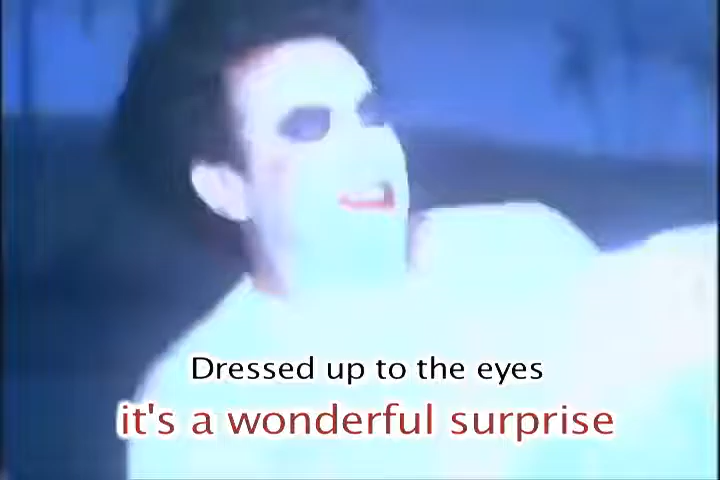 Dressed up to the eyes
it's a wonderful surprise